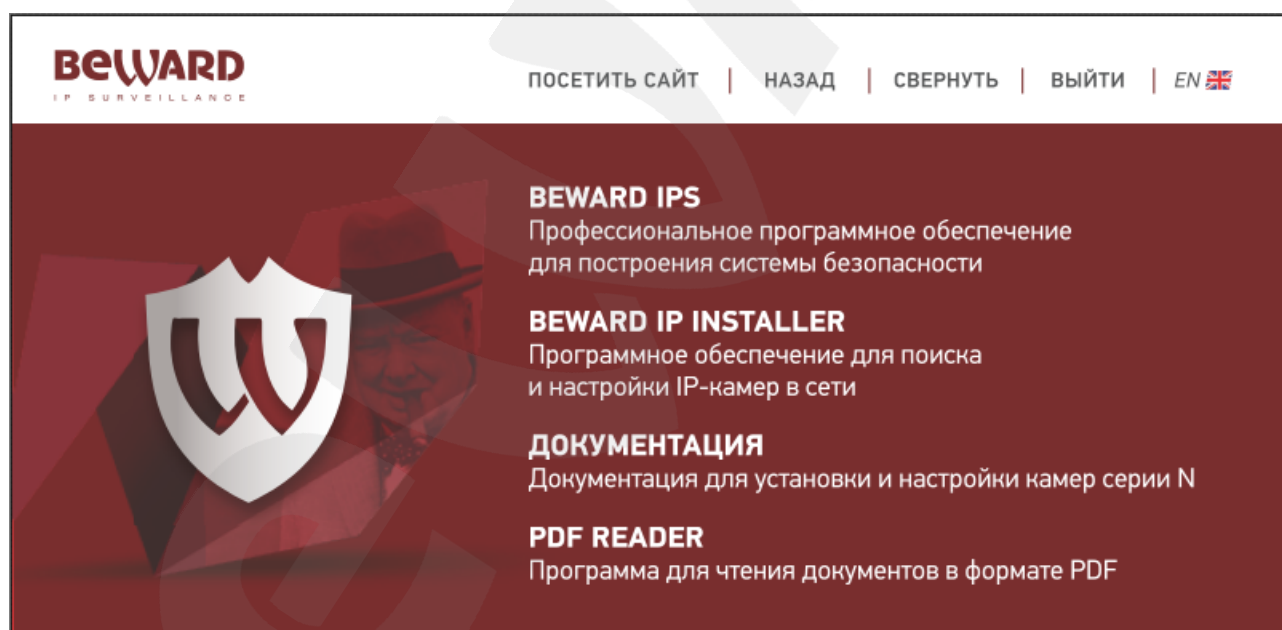 BEWARD
IP SURVEILLANCE
ПОСЕТИТЬ САЙТ | НАЗАД | СВЕРНУТЬ | ВЫЙТИ | EN
BEWARD IPS
Профессиональное программное обеспечение
для построения системы безопасности
BEWARD IP INSTALLER
Программное обеспечение для поиска
и настройки IP-камер в сети
ДОКУМЕНТАЦИЯ
Документация для установки и настройки камер серии N
PDF READER
Программа для чтения документов в формате PDF